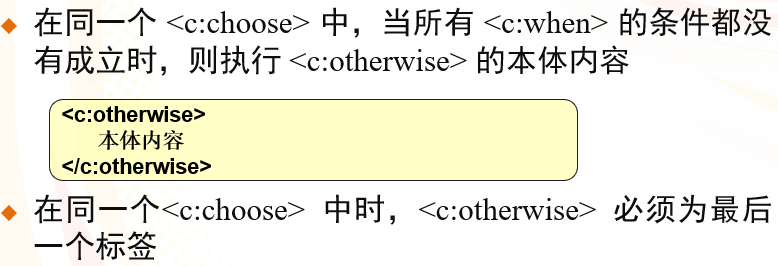 在同一个 <c:choose> 中，当所有 <c:when> 的条件都没
有成立时，则执行 <c:otherwise> 的本体内容
<c:otherwise>
本体内容
</c:otherwise>
在同一个<c:choose> 中时，<c:otherwise> 必须为最后
一个标签